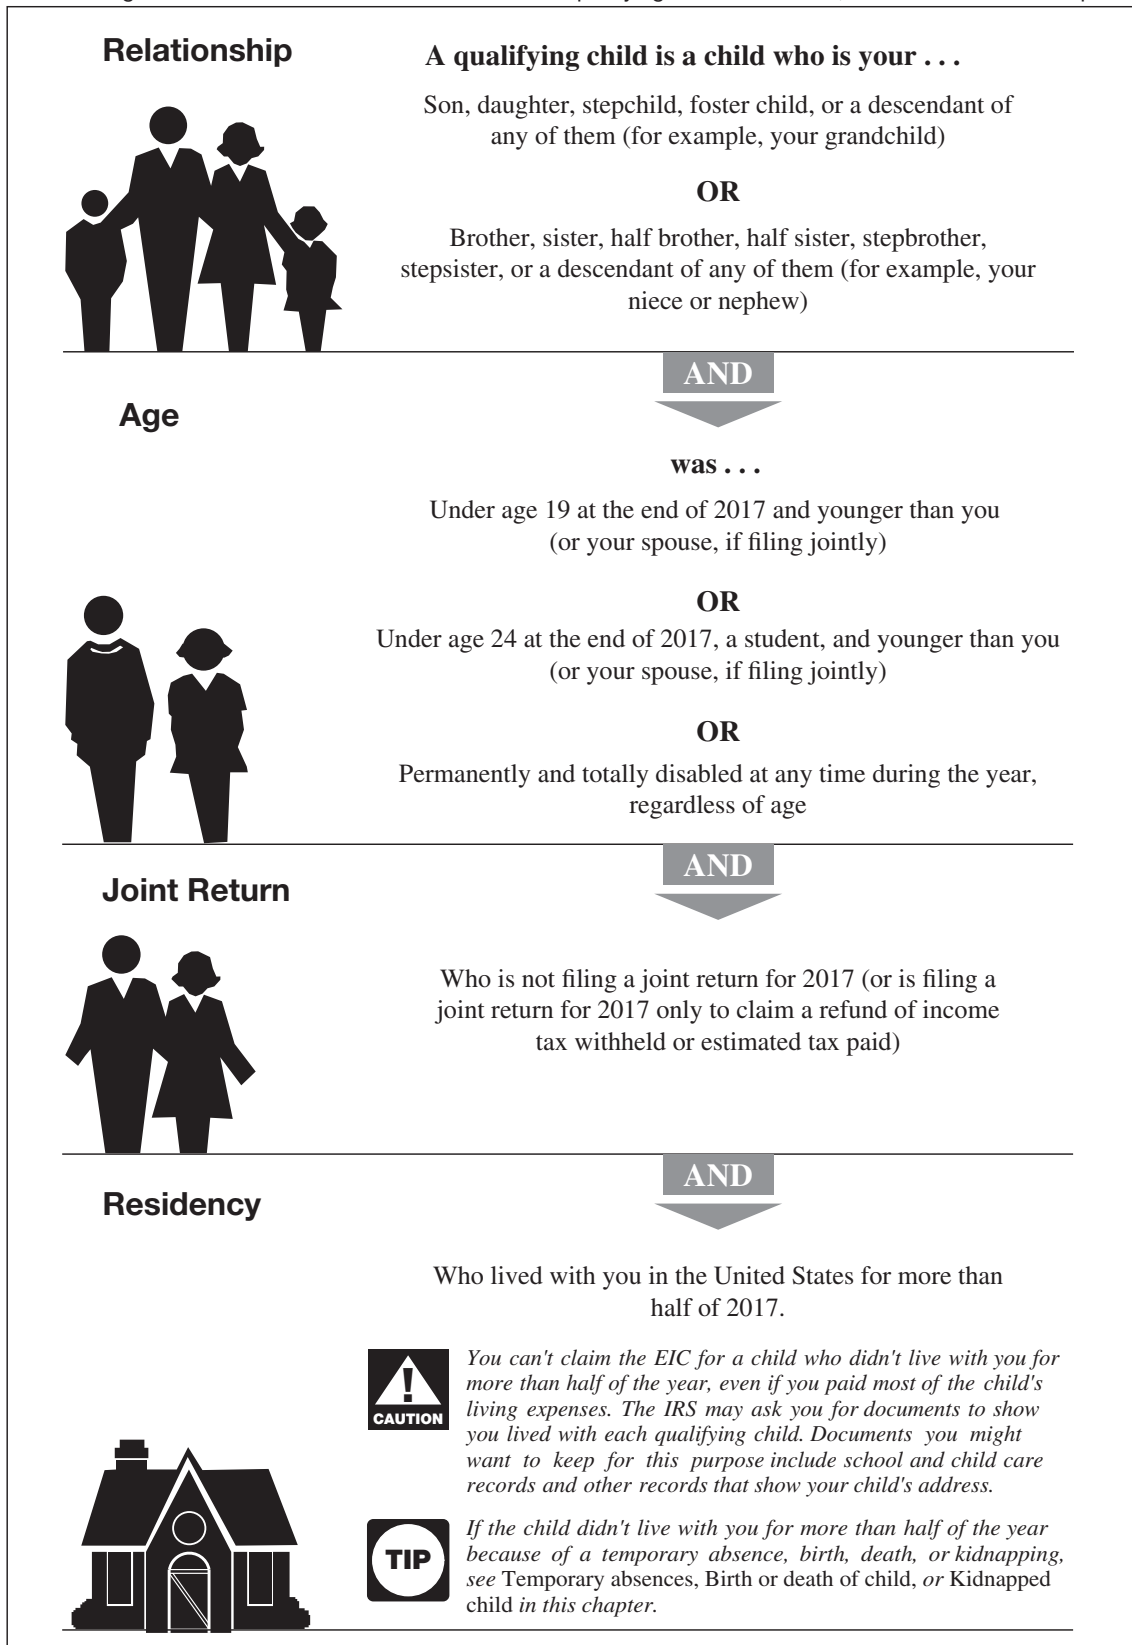 Relationship
A qualifying child is a child who is your . . .
Son, daughter, stepchild, foster child, or a descendant of
any of them (for example, your grandchild)
OR
Brother, sister, half brother, half sister, stepbrother,
stepsister, or a descendant of any of them (for example, your
niece or nephew)
AND
Age
was . . .
Under age 19 at the end of 2017 and younger than you
(or your spouse, if filing jointly)
OR
Under age 24 at the end of 2017, a student, and younger than you
(or your spouse, if filing jointly)
OR
Permanently and totally disabled at any time during the year,
regardless of age
AND
Joint Return
Who is not filing a joint return for 2017 (or is filing a
joint return for 2017 only to claim a refund of income
tax withheld or estimated tax paid)
AND
Residency
Who lived with you in the United States for more than
half of 2017.
CAUTION
You can't claim the EIC for a child who didn't live with you for
more than half of the year, even if you paid most of the child's
living expenses. The IRS may ask you for documents to show
you lived with each qualifying child. Documents you might
want to keep for this purpose include school and child care
records and other records that show your child's address.
TIP
If the child didn't live with you for more than half of the year
because of a temporary absence, birth, death, or kidnapping,
see Temporary absences, Birth or death of child, or Kidnapped
child in this chapter.